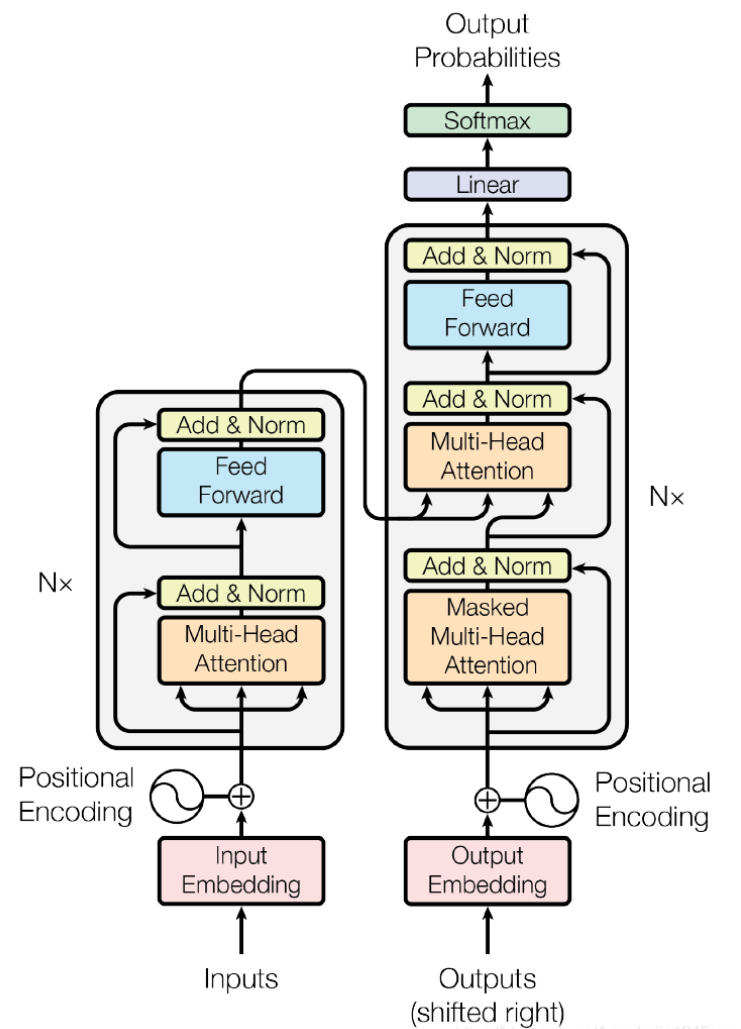 Output
Probabilities
Softmax
Linear
Add & Norm
Feed
Forward
Add & Norm
Multi-Head
Attention
Add & Norm
Masked
Multi-Head
Attention
Nx
Add & Norm
Feed
Forward
Add & Norm
Multi-Head
Attention
N×
Positional
Encoding
Positional
Encoding
Input
Embedding
Output
Embedding
Inputs
Outputs
(shifted right)